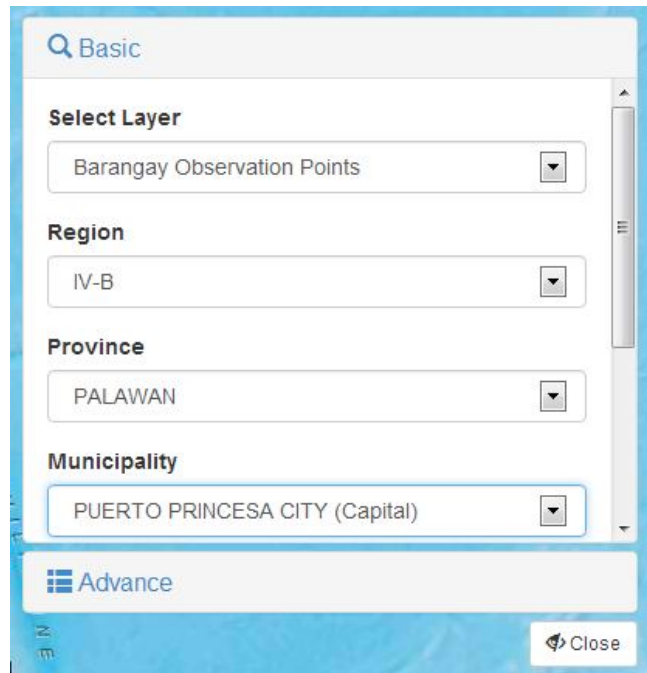 Basic
Select Layer
Barangay Observation Points
Region
IV-B
Province
PALAWAN
Municipality
PUERTO PRINCESA CITY (Capital)
Advance
Close